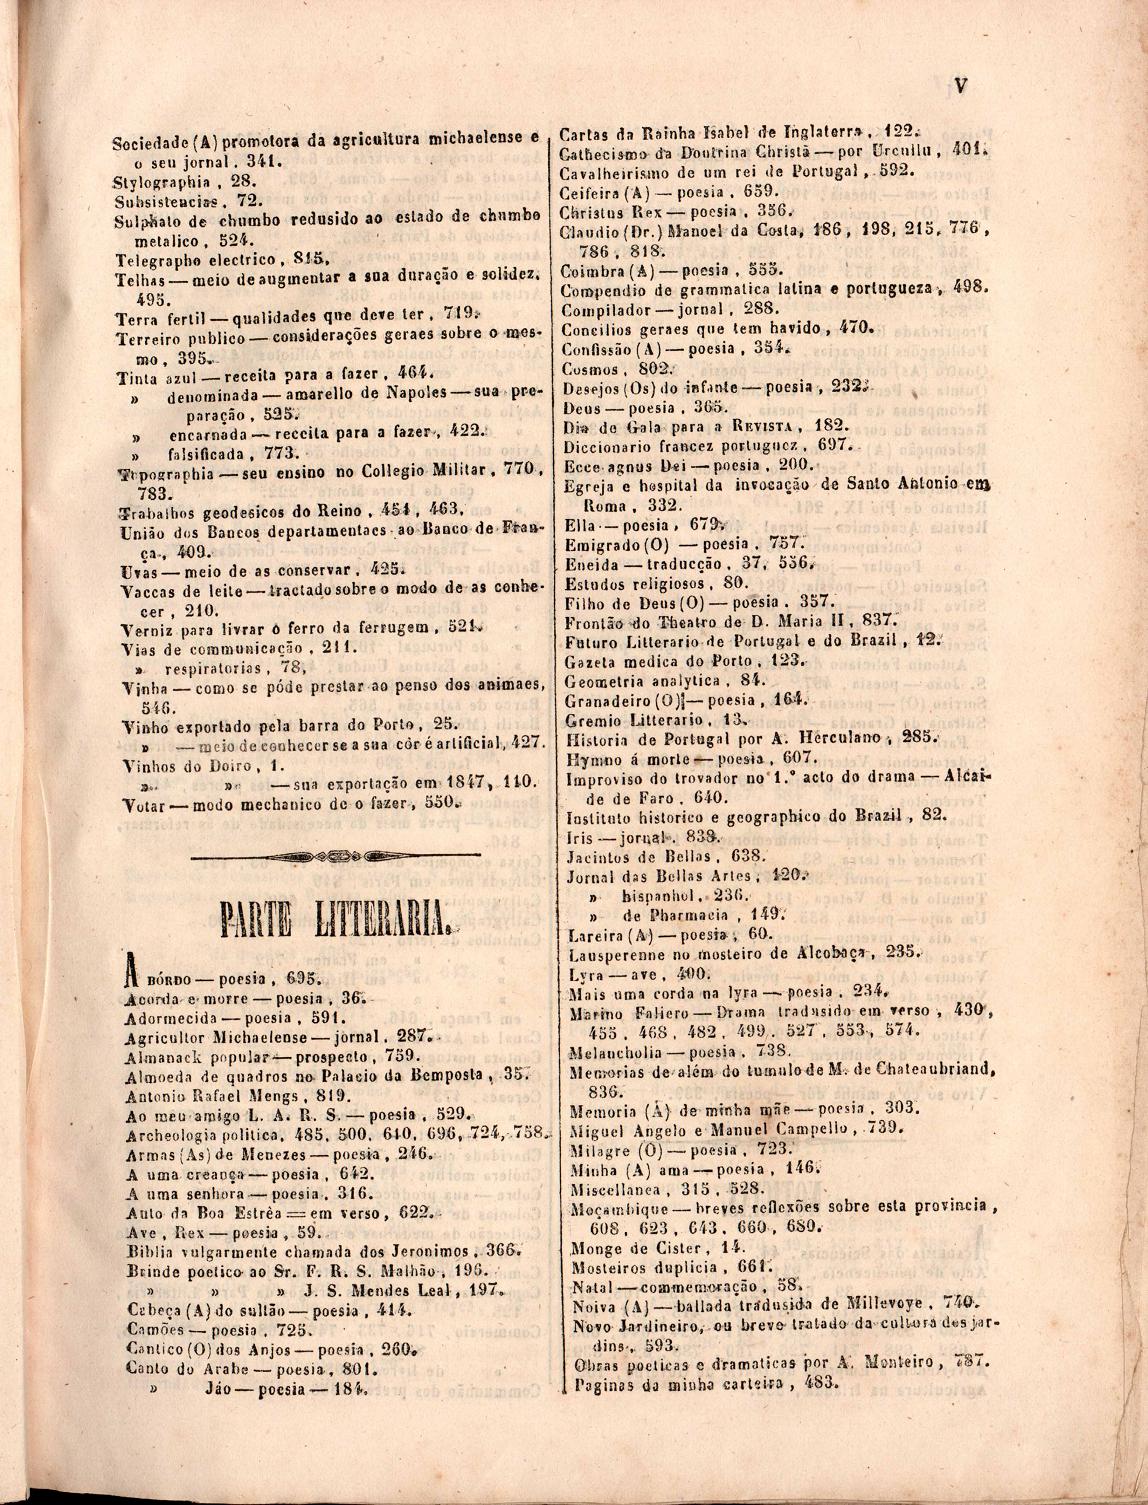 V
Sociedade (A) promotora da agricultura michaelense e
o seu jornal, 341.
Stylographia, 28.
Subsistencias, 72.
Sulphato de chumbo redusido ao estado de chumbo
metalico, 524.
Telegrapho electrico, 815.
Telhas — meio de augmentar a sua duração e solidez,
495.
Terra fertil — qualidades que deve ter, 719.
Terreiro publico — considerações geraes sobre o mes-
mo, 395.
Tinta azul — receita para a fazer, 464.
» denominada — amarello de Napoles — sua pre-
paração, 525.
» encarnada — receita para a fazer, 422.
» falsificada, 773.
Topographia — seu ensino no Collegio Militar, 770,
783.
Trabalhos geodesicos do Reino, 451, 463.
União dos Bancos departamentaes ao Banco de Fran-
ça, 409.
Uvas — meio de as conservar, 425.
Vaccas de leite — tractado sobre o modo de as conhe-
cer, 210.
Verniz para livrar o ferro da ferrugem, 521.
Vias de communicação, 211.
» respiratorias, 78,
Vinha — como se póde prestar ao penso dos animaes,
546.
Vinho exportado pela barra do Porto, 25.
» — meio de conhecer se a sua côr é artificial, 427.
Vinhos do Doiro, 1.
» » — sua exportação em 1847, 110.
Votar — modo mechanico de o fazer, 550.
PARTE LITTERARIA.
A BÓRDO — poesia, 695.
Acorda e morre — poesia, 36.
Adormecida — poesia, 591.
Agricultor Michaelense — jornal, 287.
Almanack popular — prospecto, 759.
Almoeda de quadros no Palacio da Bemposta, 35.
Antonio Rafael Mengs, 819.
Ao meu amigo L. A. R. S. — poesia, 529.
Archeologia politica, 485, 500, 610, 696, 724, 758.
Armas (As) de Menezes — poesia, 246.
A uma creança — poesia, 642.
A uma senhora — poesia, 316.
Auto da Boa Estrêa = em verso, 622.
Ave, Rex — poesia, 59.
Biblia vulgarmente chamada dos Jeronimos, 366.
Brinde poetico ao Sr. F. R. S. Malhão, 196.
» » » J. S. Mendes Leal, 197.
Cabeça (A) do sultão — poesia, 414.
Camões — poesia, 725.
Cantico (O) dos Anjos — poesia, 260.
Canto do Arabe — poesia, 801.
» Jáo — poesia — 184.
Cartas da Rainha Isabel de Inglaterra, 122.
Cathecismo da Doutrina Christã — por Urcullu, 401.
Cavalheirismo de um rei de Portugal, 592.
Ceifeira (A) — poesia, 659.
Christus Rex — poesia, 356.
Claudio (Dr.) Manoel da Costa, 186, 198, 215, 776,
786, 818.
Coimbra (A) — poesia, 555.
Compendio de grammatica latina e portugueza, 498.
Compilador — jornal, 288.
Concilios geraes que tem havido, 470.
Confissão (A) — poesia, 354.
Cosmos, 802.
Desejos (Os) do infante — poesia, 232.
Deus — poesia, 365.
Dia de Gala para a REVISTA, 182.
Diccionario francez portuguez, 697.
Ecce agnus Dei — poesia, 200.
Egreja e hospital da invocação de Santo Antonio em
Roma, 332.
Ella — poesia, 679.
Emigrado (O) — poesia, 757.
Eneida — traducção, 37, 556.
Estudos religiosos, 80.
Filho de Deus (O) — poesia, 357.
Frontão do Theatro de D. Maria II, 837.
Futuro Litterario de Portugal e do Brazil, 12.
Gazeta medica do Porto, 123.
Geometria analytica, 84.
Granadeiro (O) — poesia, 164.
Gremio Litterario, 13.
Historia de Portugal por A. Herculano, 285.
Hymno á morte — poesia, 607.
Improviso do trovador no 1.º acto do drama — Alcai-
de de Faro, 640.
Instituto historico e geographico do Brazil, 82.
Iris — jornal, 838.
Jacintos de Bellas, 638.
Jornal das Bellas Artes, 120.
» hispanhol, 236.
» de Pharmacia, 149.
Lareira (A) — poesia, 60.
Lausperenne no mosteiro de Alcobaça, 235.
Lyra — ave, 400.
Mais uma corda na lyra — poesia, 234.
Marino Faliero — Drama tradusido em verso, 430,
455, 468, 482, 499, 527, 553, 574.
Melancholia — poesia, 738.
Memorias de além do tumulo de M. de Chateaubriand,
836.
Memoria (Á) de minha mãe — poesia, 303.
Miguel Angelo e Manuel Campello, 739.
Milagre (O) — poesia, 723.
Minha (A) ama — poesia, 146.
Miscellanea, 315, 528.
Moçambique — breves reflexões sobre esta provincia,
608, 623, 643, 660, 680.
Monge de Cister, 14.
Mosteiros duplicia, 661.
Natal — commemoração, 58.
Noiva (A) — ballada tradusida de Millevoye, 740.
Novo Jardineiro, ou breve tratado da cultura des jar-
dins, 593.
Obras poeticas e dramaticas por A. Monteiro, 787.
Paginas da minha carteira, 483.